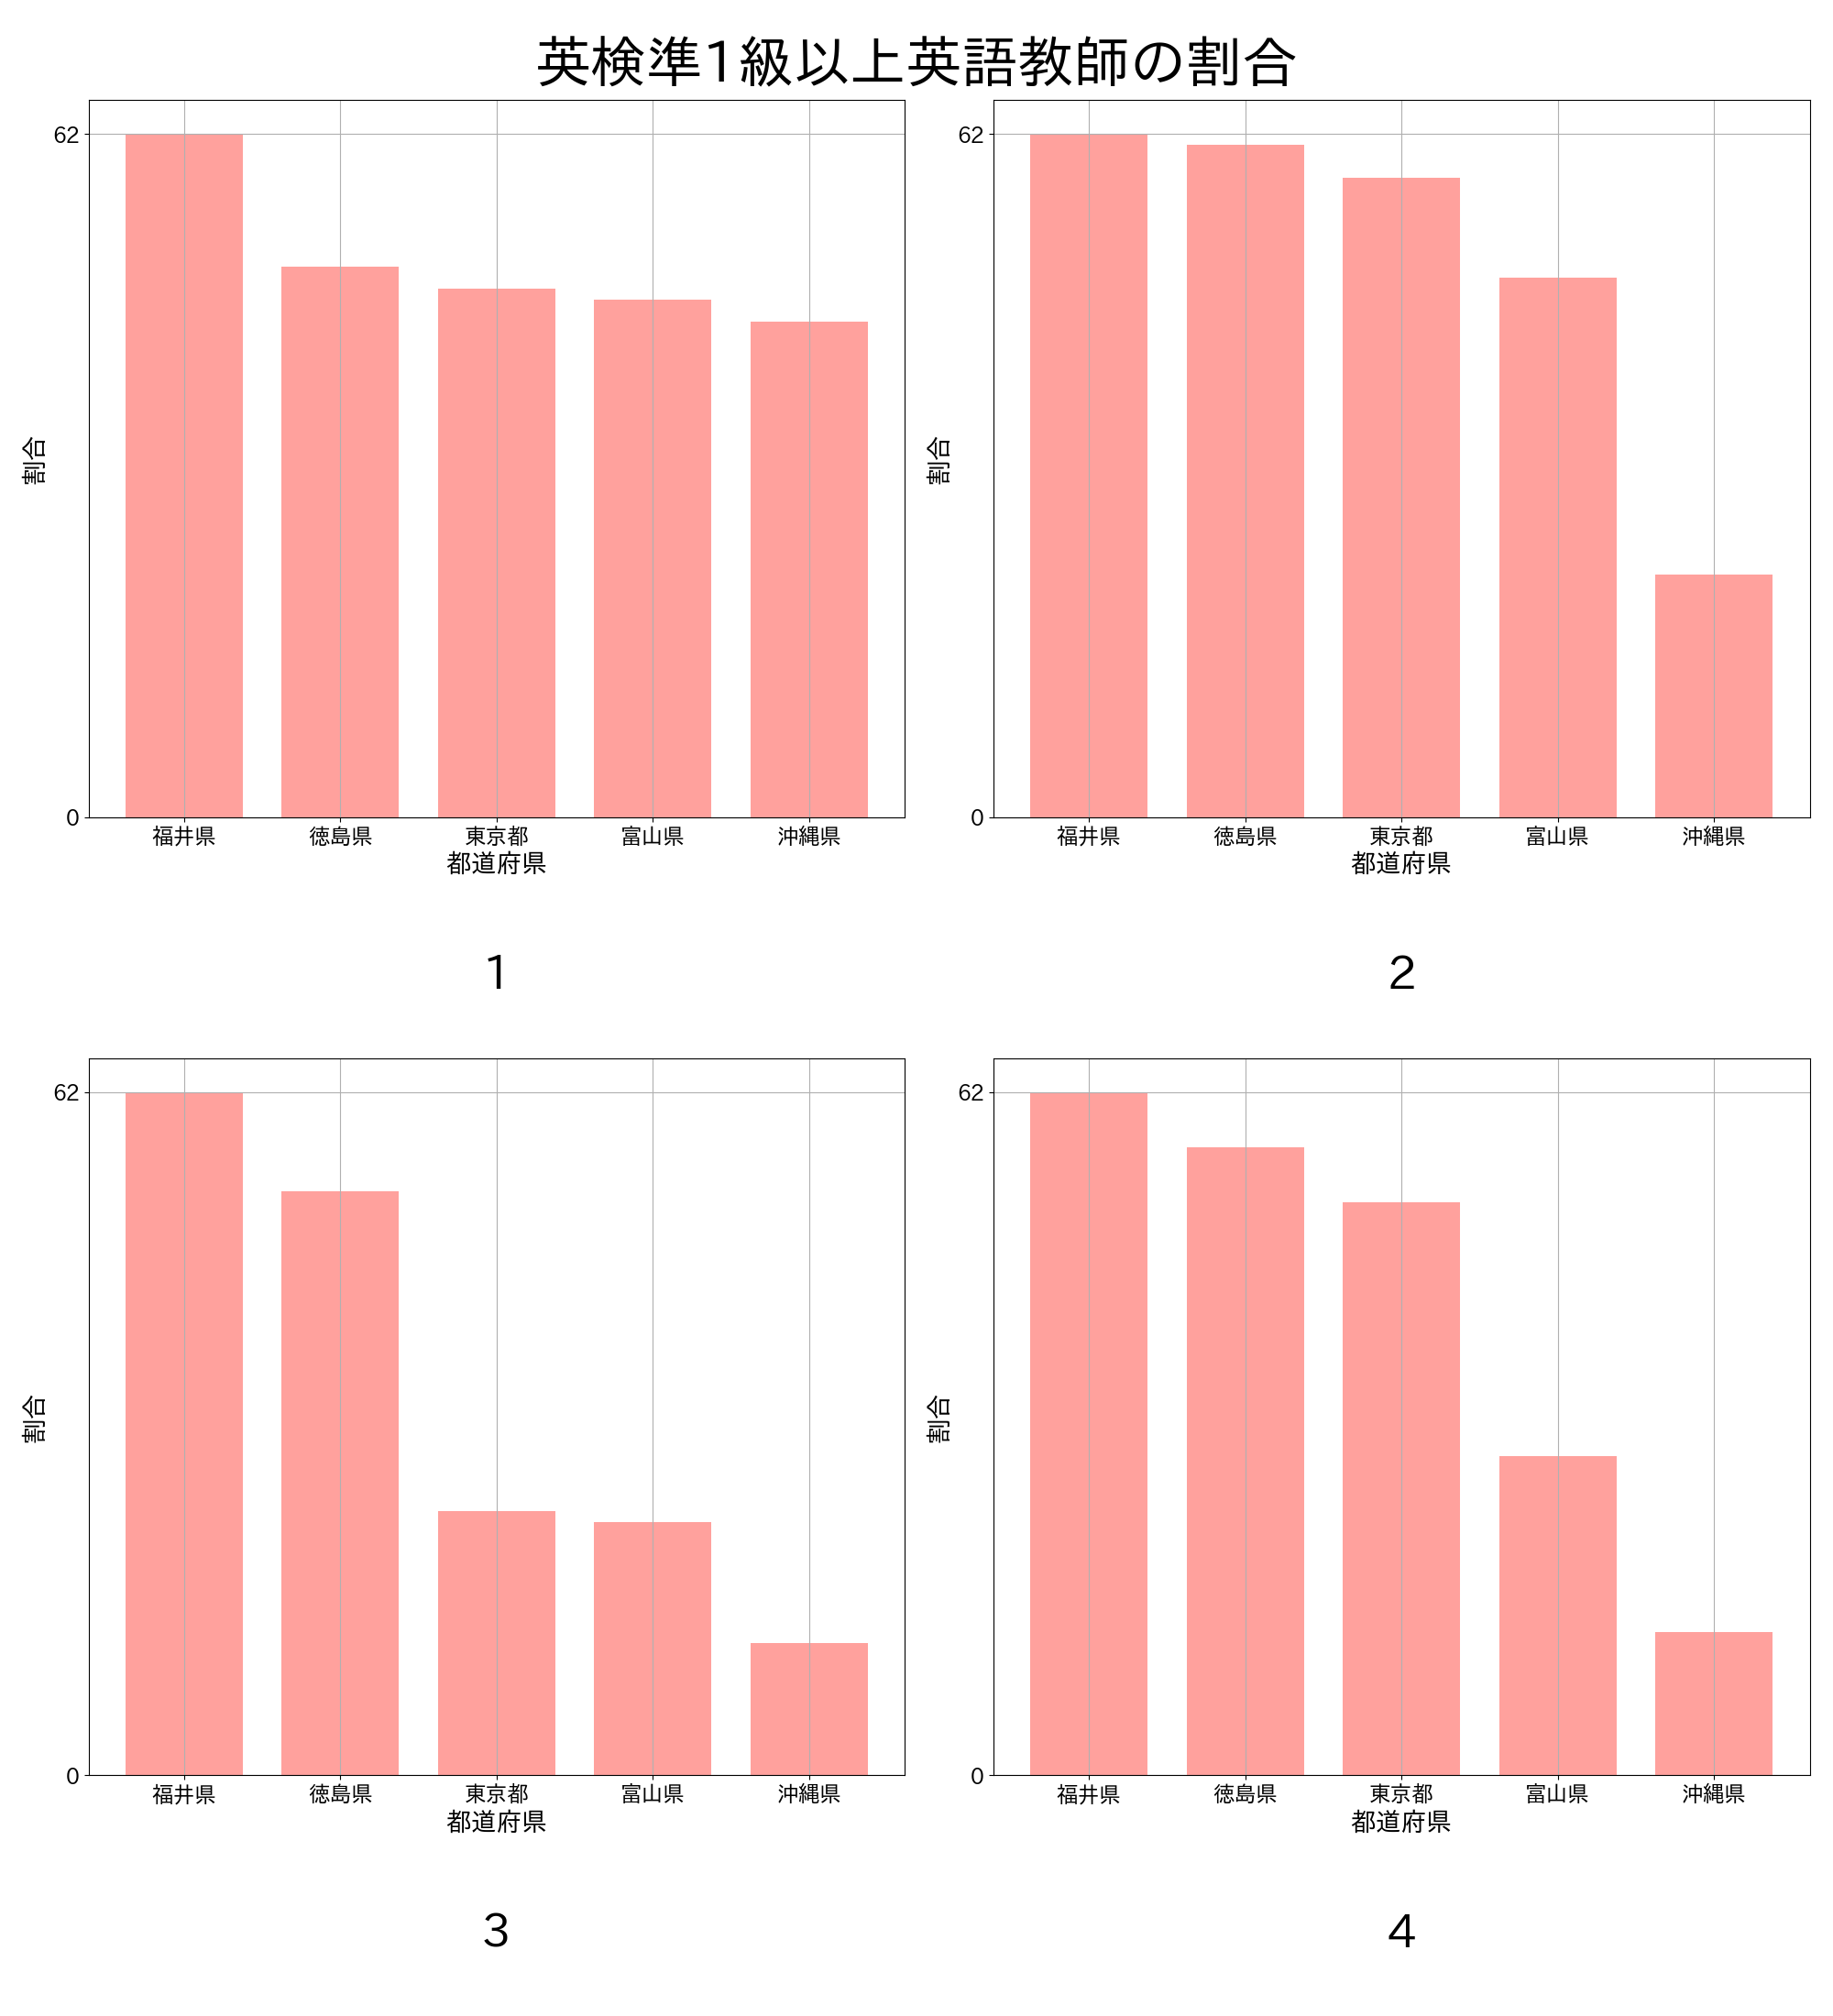 英検準1級以上英語教師の割合
62
0
割合
福井県 徳島県 東京都 富山県 沖縄県
都道府県
1
62
0
割合
福井県 徳島県 東京都 富山県 沖縄県
都道府県
2
62
0
割合
福井県 徳島県 東京都 富山県 沖縄県
都道府県
3
62
0
割合
福井県 徳島県 東京都 富山県 沖縄県
都道府県
4